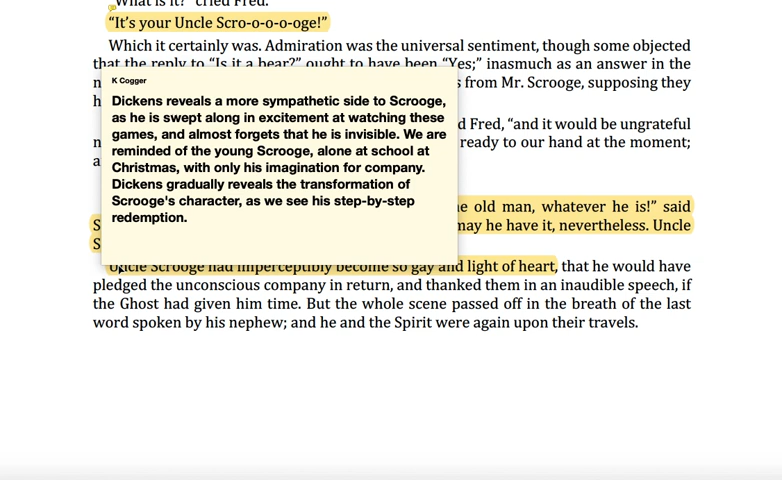 "What is it?" cried Fred.
“It’s your Uncle Scro-o-o-o-oge!”
Which it certainly was. Admiration was the universal sentiment, though some objected
that the reply to “Is it a bear?” ought to have been “Yes;” inasmuch as an answer in the
n
s from Mr. Scrooge, supposing they
h
K Cogger
Dickens reveals a more sympathetic side to Scrooge,
as he is swept along in excitement at watching these
games, and almost forgets that he is invisible. We are
reminded of the young Scrooge, alone at school at
Christmas, with only his imagination for company.
Dickens gradually reveals the transformation of
Scrooge's character, as we see his step-by-step
redemption.
d Fred, “and it would be ungrateful
n
ready to our hand at the moment;
a
e old man, whatever he is!” said
S
may he have it, nevertheless. Uncle
S
Uncle Scrooge had imperceptibly become so gay and light of heart, that he would have
pledged the unconscious company in return, and thanked them in an inaudible speech, if
the Ghost had given him time. But the whole scene passed off in the breath of the last
word spoken by his nephew; and he and the Spirit were again upon their travels.